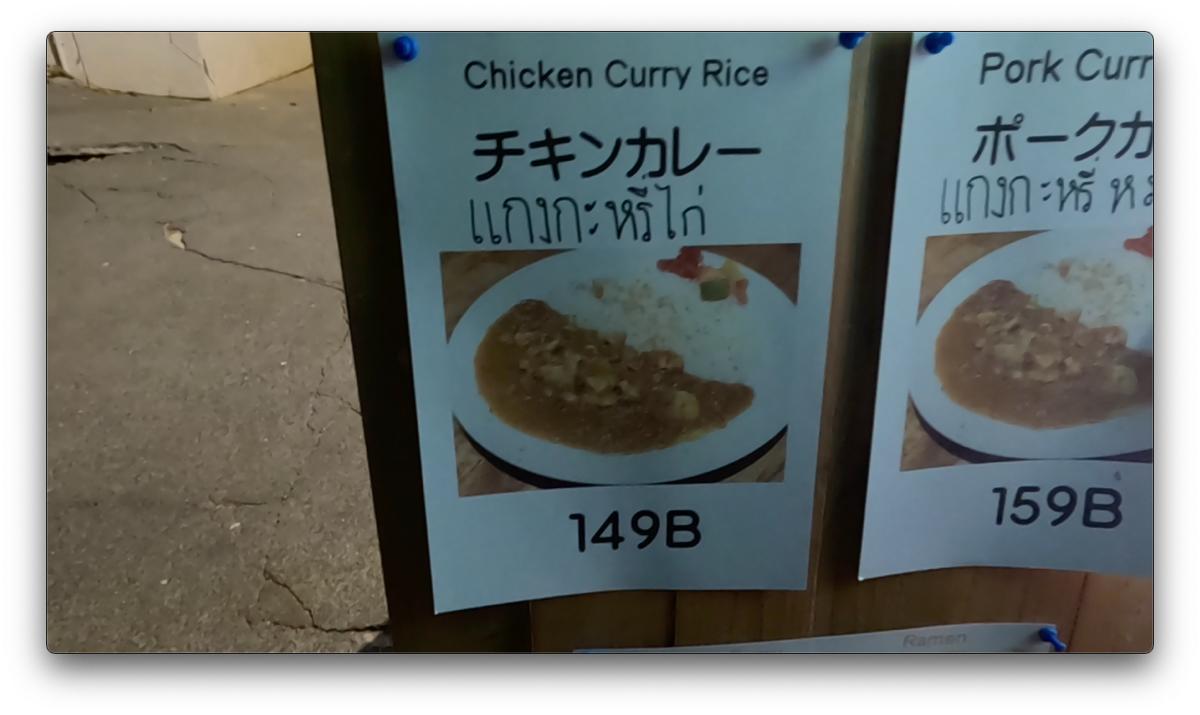 Chicken Curry Rice
チキンカレー
แกงกะหรี่ไก่
149B
Pork Curr
ポークカ
แกงกะหรี่ ห
159B
Ramen